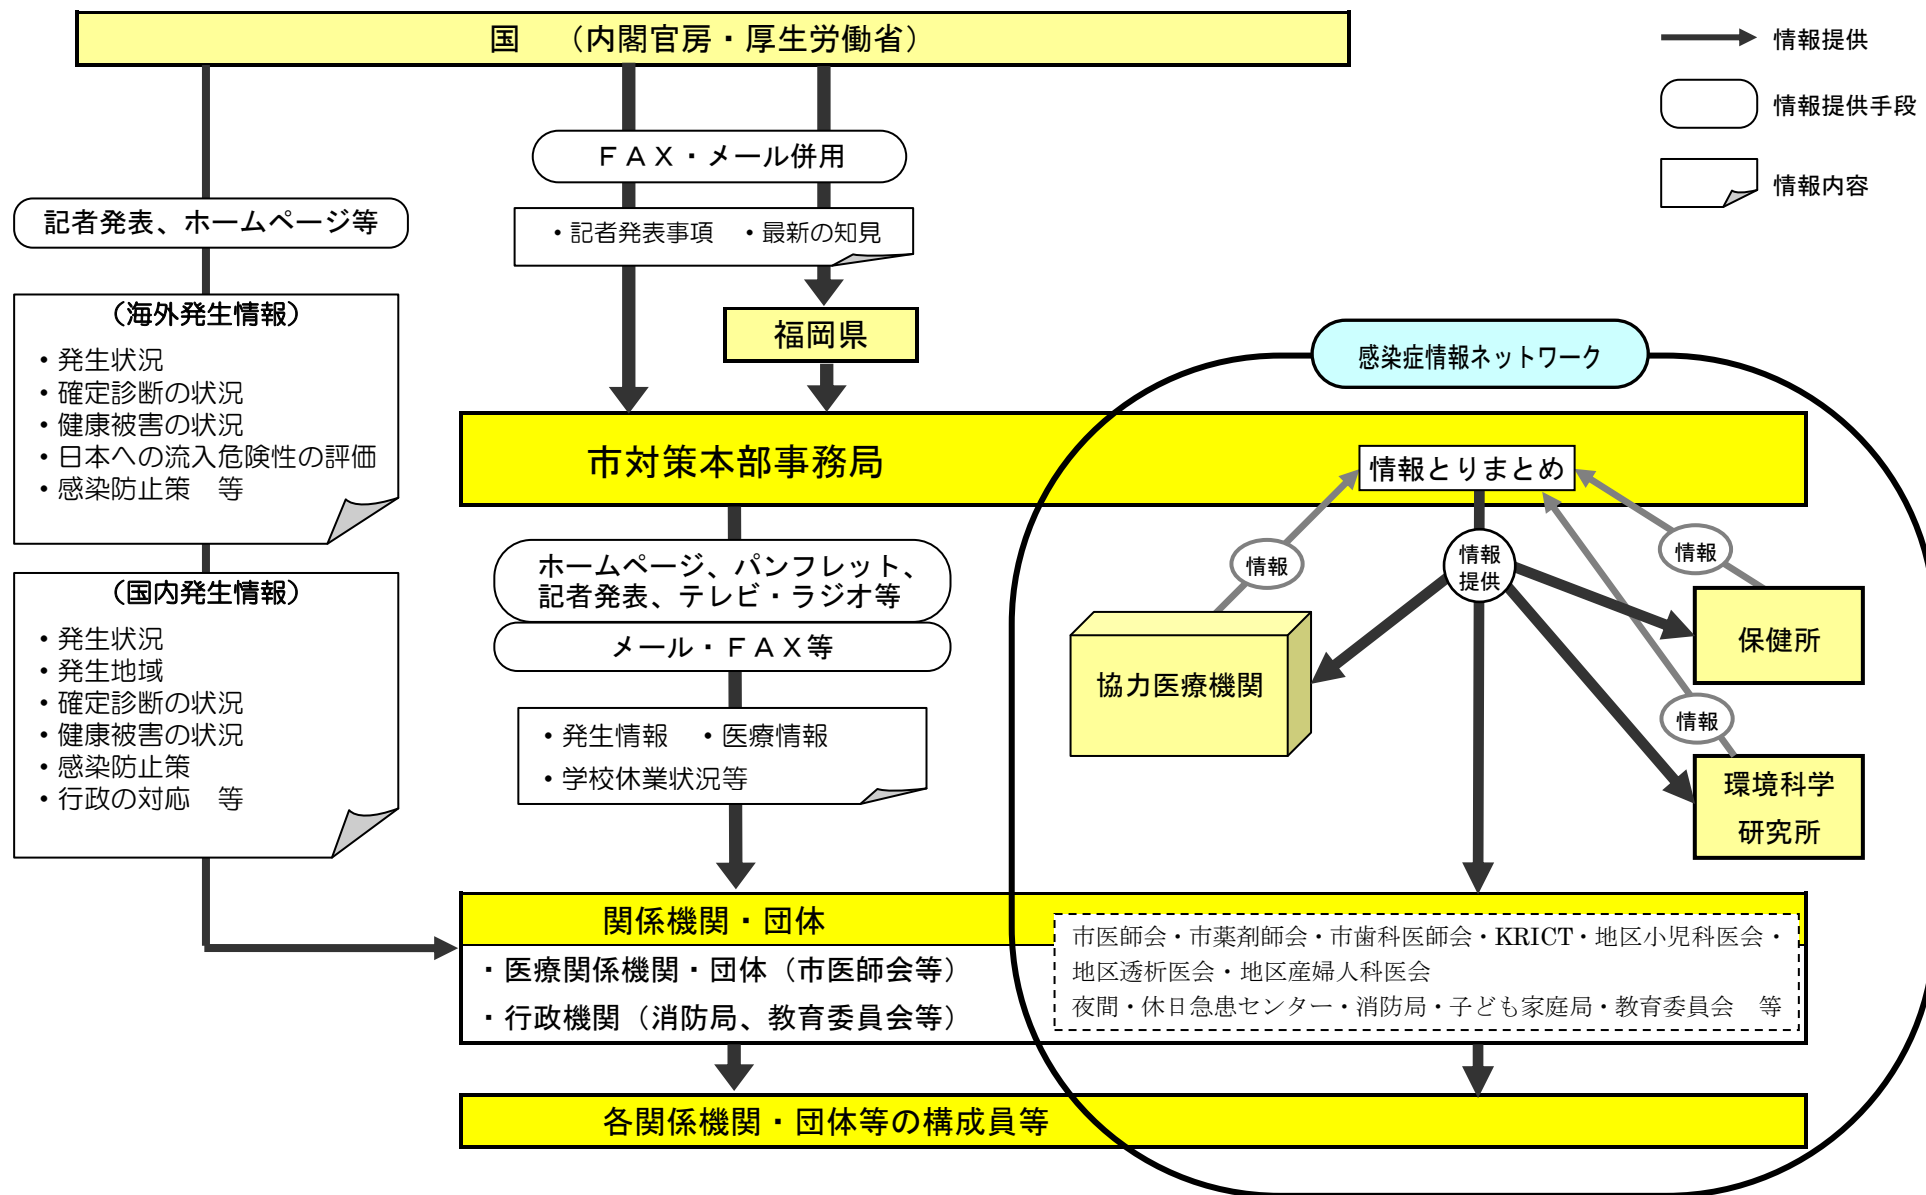 国　（内閣官房・厚生労働省）
情報提供
情報提供手段
情報内容
ＦＡＸ・メール併用
記者発表、ホームページ等
・記者発表事項　・最新の知見
（海外発生情報）
・発生状況
・確定診断の状況
・健康被害の状況
・日本への流入危険性の評価
・感染防止策　等
福岡県
感染症情報ネットワーク
市対策本部事務局
情報とりまとめ
情報
情報
提供
情報
ホームページ、パンフレット、
記者発表、テレビ・ラジオ等
メール・ＦＡＸ等
（国内発生情報）
・発生状況
・発生地域
・確定診断の状況
・健康被害の状況
・感染防止策
・行政の対応　等
協力医療機関
保健所
情報
・発生情報　・医療情報
・学校休業状況等
環境科学
研究所
関係機関・団体
・医療関係機関・団体（市医師会等）
・行政機関（消防局、教育委員会等）
市医師会・市薬剤師会・市歯科医師会・KRICT・地区小児科医会・
地区透析医会・地区産婦人科医会
夜間・休日急患センター・消防局・子ども家庭局・教育委員会　等
各関係機関・団体等の構成員等